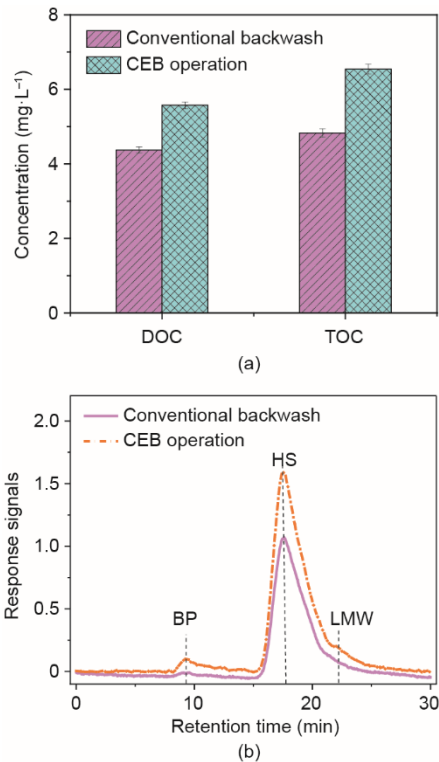 8
6
4
2
0
Concentration (mg·L⁻¹)
Conventional backwash
CEB operation
DOC
TOC
(a)
2.0
1.5
1.0
0.5
0
Response signals
Conventional backwash
CEB operation
HS
BP
LMW
0
10
20
30
Retention time (min)
(b)